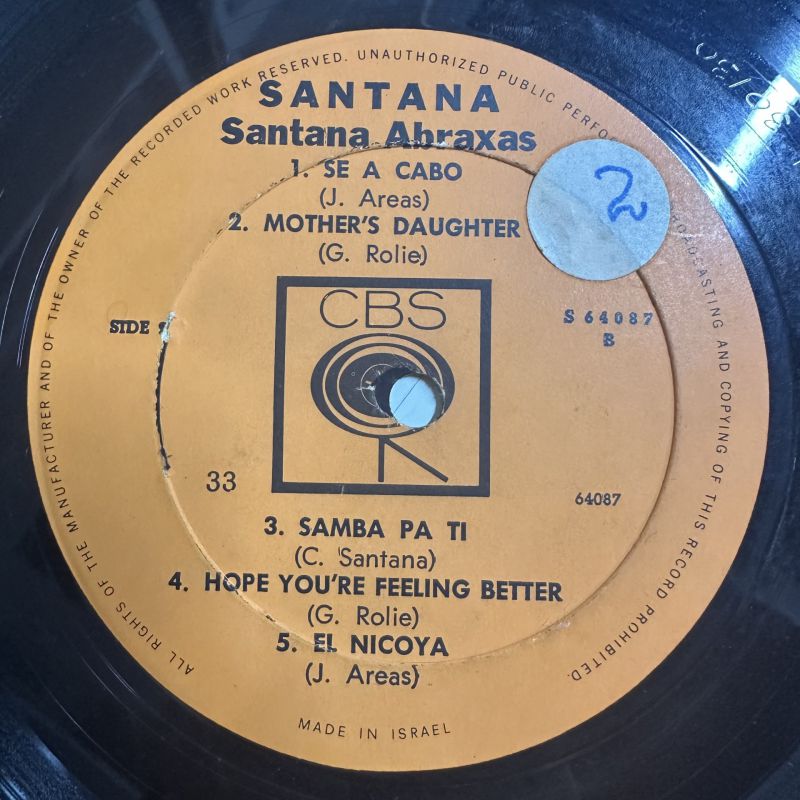 ALL RIGHTS OF THE MANUFACTURER AND OF THE OWNER OF THE RECORDED WORK RESERVED. UNAUTHORIZED PUBLIC BROADCASTING AND COPYING OF THIS RECORD PROHIBITED.
SANTANA
Santana Abraxas
1. SE A CABO
(J. Areas)
2. MOTHER'S DAUGHTER
(G. Rolie)
CBS
SIDE
S 64087
B
33
64087
3. SAMBA PA TI
(C. Santana)
4. HOPE YOU'RE FEELING BETTER
(G. Rolie)
5. EL NICOYA
(J. Areas)
MADE IN ISRAEL